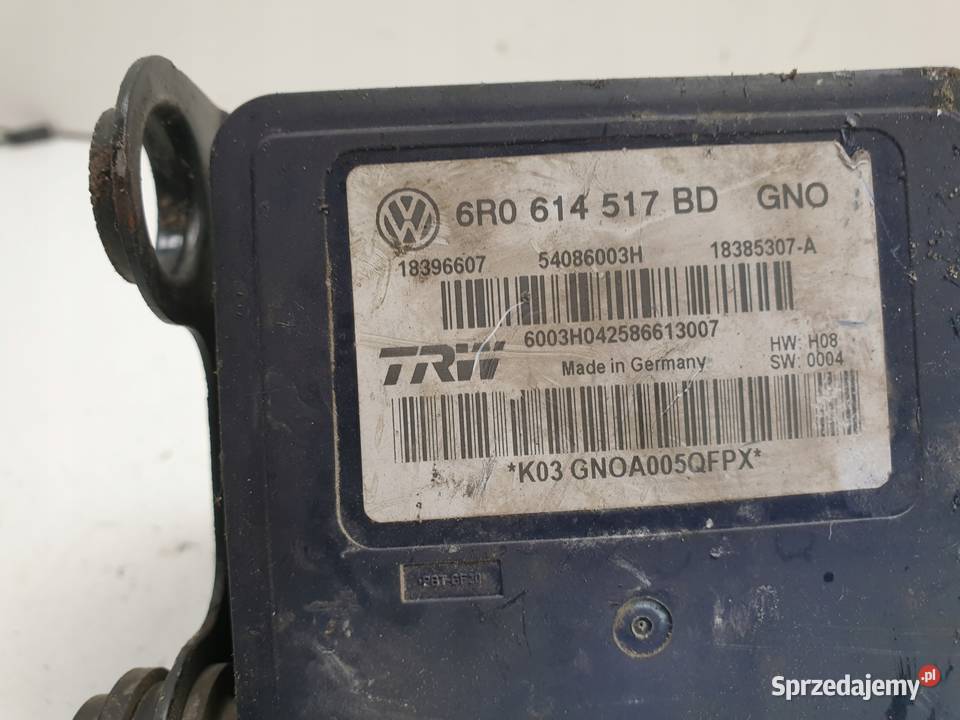 6R0 614 517 BD GNO
18396607 54086003H 18385307-A
6003H042586613007
TRW Made in Germany HW: H08
SW: 0004
*K03 GNOA005QFPX*
Sprzedajemy.pl